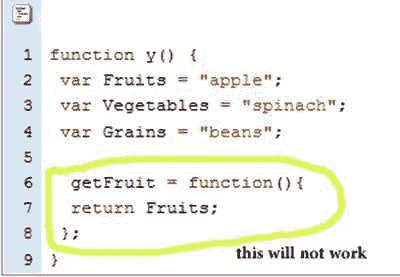 1 function y() {
2 var Fruits = "apple";
3 var Vegetables = "spinach";
4 var Grains = "beans";
5
6 getFruit = function(){
7 return Fruits;
8 };
this will not work
9 }